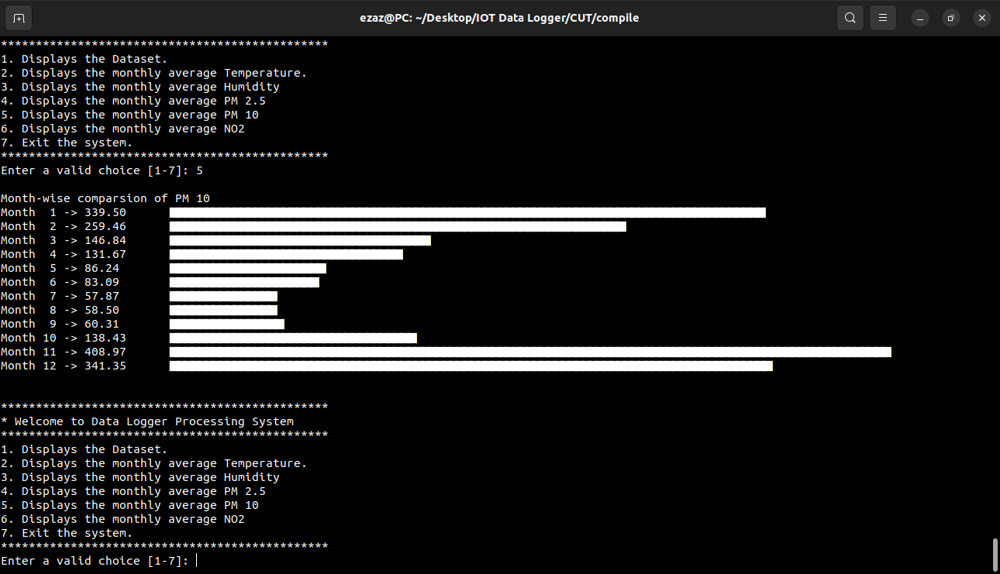 ezaz@PC: ~/Desktop/IOT Data Logger/CUT/compile
***********************************************
1. Displays the Dataset.
2. Displays the monthly average Temperature.
3. Displays the monthly average Humidity
4. Displays the monthly average PM 2.5
5. Displays the monthly average PM 10
6. Displays the monthly average NO2
7. Exit the system.
***********************************************
Enter a valid choice [1-7]: 5
Month-wise comparsion of PM 10
Month  1 -> 339.50
Month  2 -> 259.46
Month  3 -> 146.84
Month  4 -> 131.67
Month  5 -> 86.24
Month  6 -> 83.09
Month  7 -> 57.87
Month  8 -> 58.50
Month  9 -> 60.31
Month 10 -> 138.43
Month 11 -> 408.97
Month 12 -> 341.35
***********************************************
* Welcome to Data Logger Processing System
***********************************************
1. Displays the Dataset.
2. Displays the monthly average Temperature.
3. Displays the monthly average Humidity
4. Displays the monthly average PM 2.5
5. Displays the monthly average PM 10
6. Displays the monthly average NO2
7. Exit the system.
***********************************************
Enter a valid choice [1-7]: